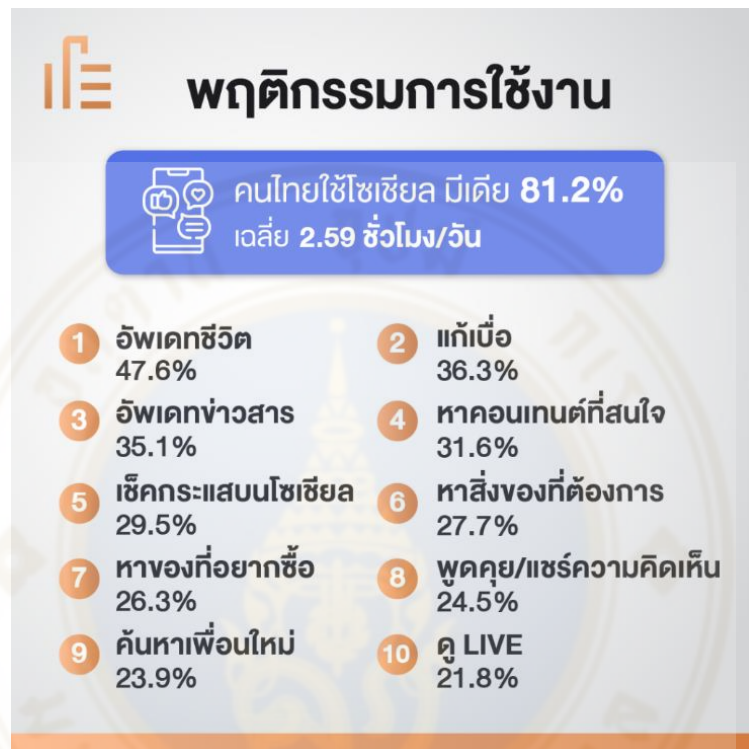 พฤติกรรมการใช้งาน
คนไทยใช้โซเชียล มีเดีย 81.2%
เฉลี่ย 2.59 ชั่วโมง/วัน
1 อัพเดทชีวิต
47.6%
2 แก้เบื่อ
36.3%
3 อัพเดทข่าวสาร
35.1%
4 หาคอนเทนต์ที่สนใจ
31.6%
5 เช็คกระแสบนโซเชียล
29.5%
6 หาสิ่งของที่ต้องการ
27.7%
7 หาของที่อยากซื้อ
26.3%
8 พูดคุย/แชร์ความคิดเห็น
24.5%
9 ค้นหาเพื่อนใหม่
23.9%
10 ดู LIVE
21.8%